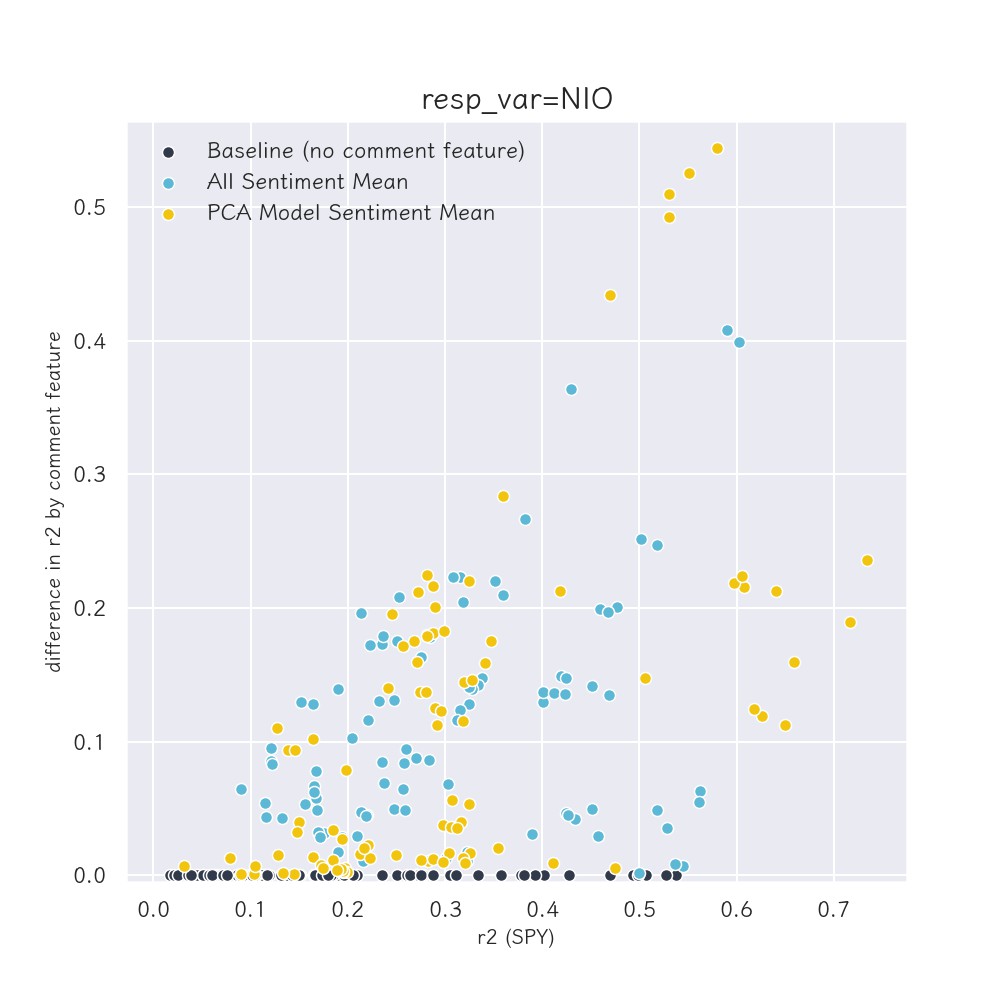 resp_var=NIO
Baseline (no comment feature)
All Sentiment Mean
PCA Model Sentiment Mean
difference in r2 by comment feature
0.5
0.4
0.3
0.2
0.1
0.0
0.0 0.1 0.2 0.3 0.4 0.5 0.6 0.7
r2 (SPY)